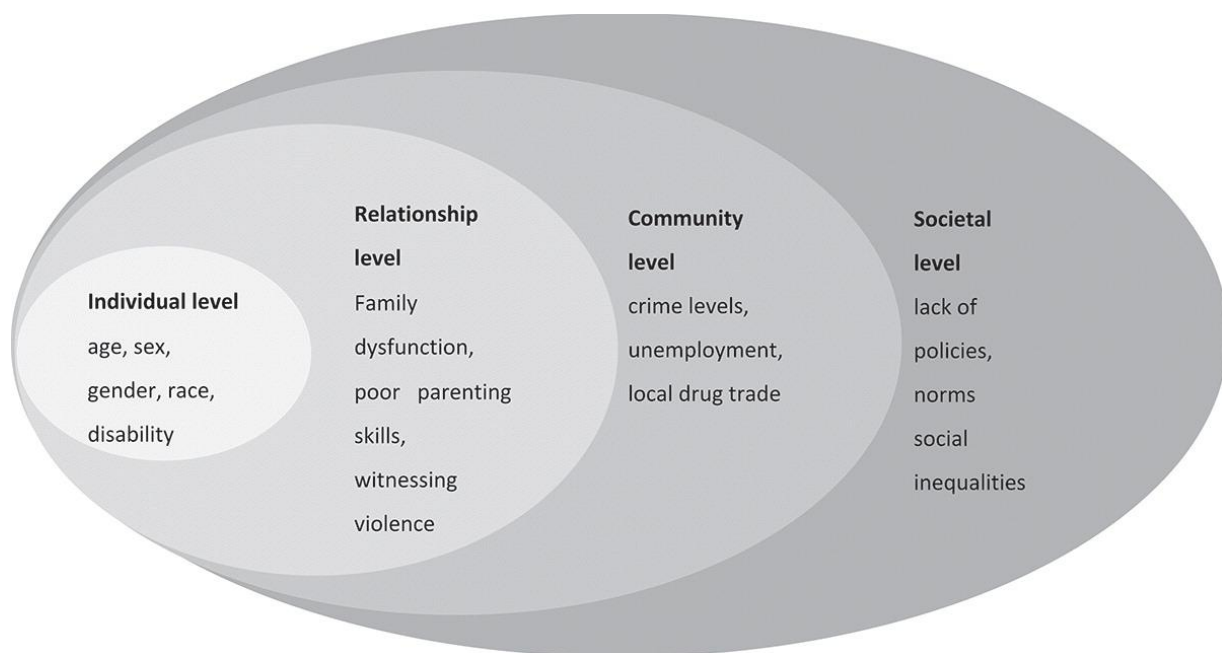 Individual level
age, sex,
gender, race,
disability
Relationship
level
Family
dysfunction,
poor parenting
skills,
witnessing
violence
Community
level
crime levels,
unemployment,
local drug trade
Societal
level
lack of
policies,
norms
social
inequalities